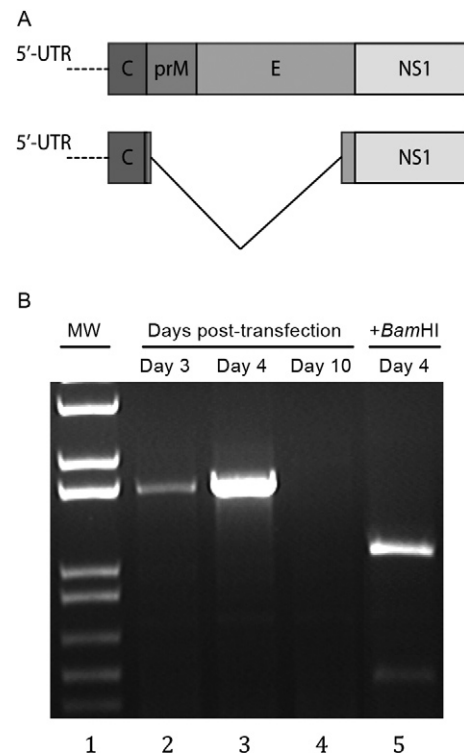 A
5'-UTR C prM E NS1
5'-UTR C NS1
B
MW Days post-transfection +BamHI
Day 3 Day 4 Day 10 Day 4
1 2 3 4 5